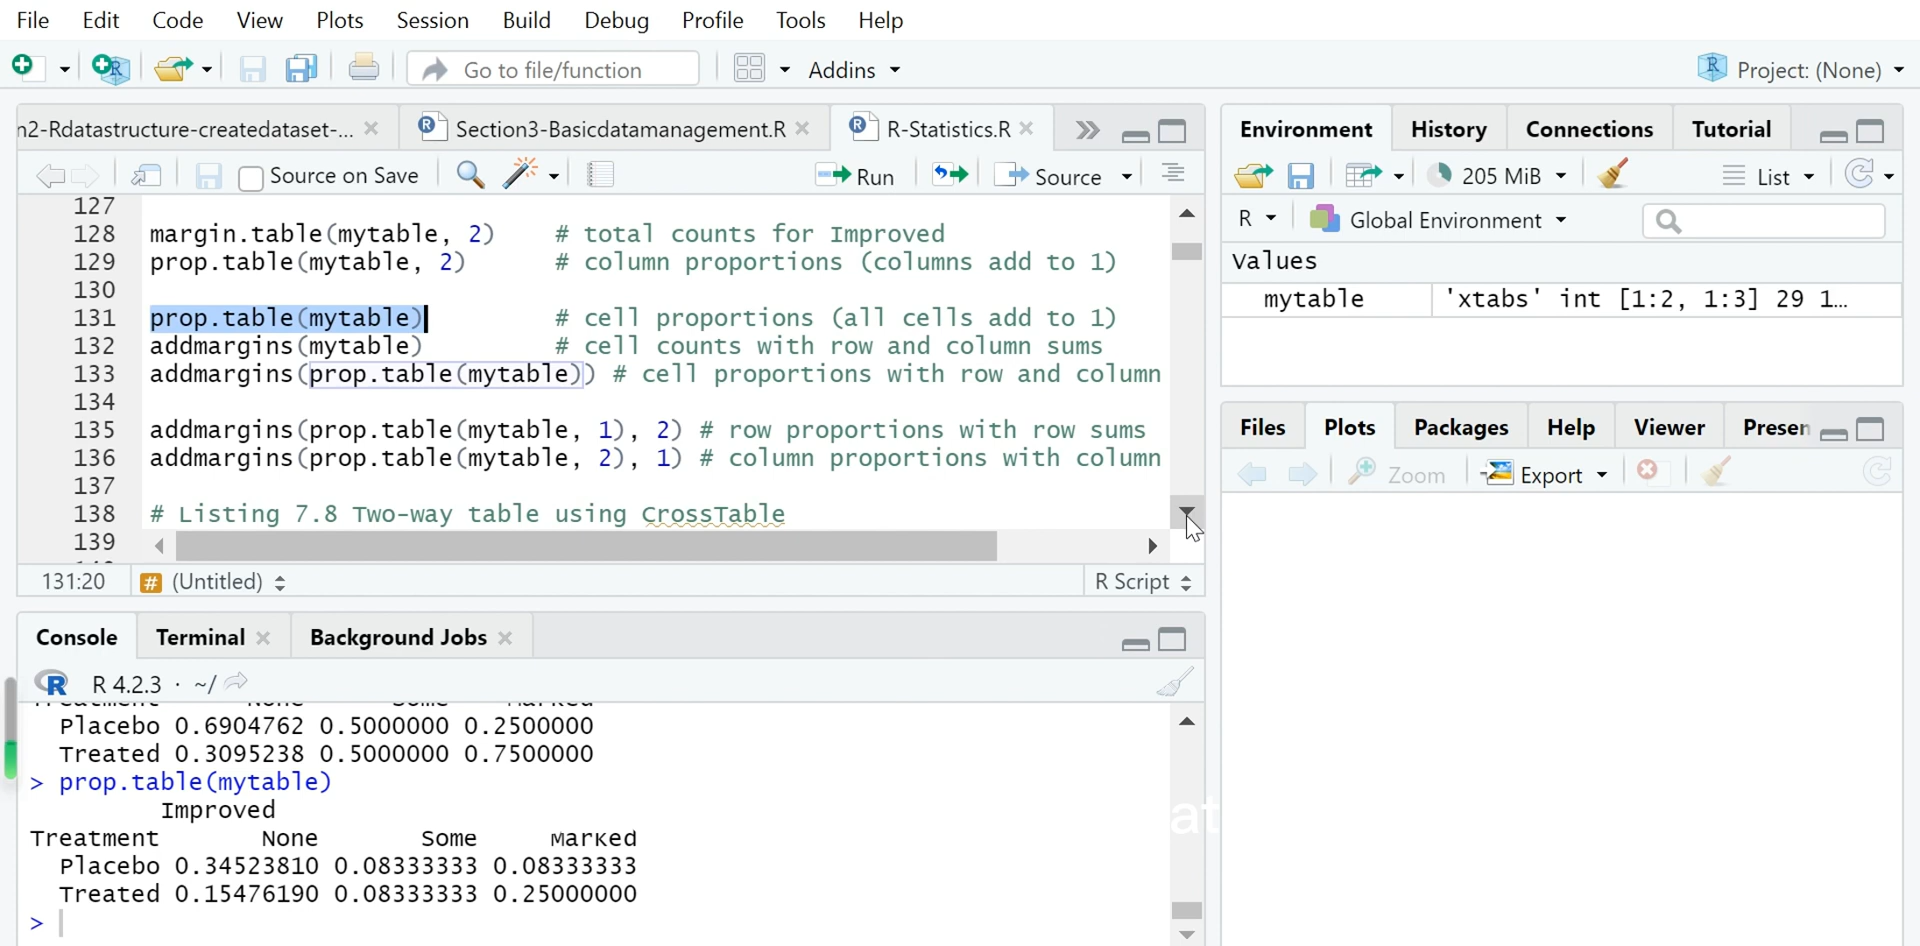 File Edit Code View Plots Session Build Debug Profile Tools Help
Go to file/function Addins Project: (None)
n2-Rdatastructure-createdataset-... Section3-Basicdatamanagement.R R-Statistics.R
Source on Save Run Source
127
128 margin.table(mytable, 2) # total counts for Improved
129 prop.table(mytable, 2) # column proportions (columns add to 1)
130
131 prop.table(mytable) # cell proportions (all cells add to 1)
132 addmargins(mytable) # cell counts with row and column sums
133 addmargins(prop.table(mytable)) # cell proportions with row and column
134
135 addmargins(prop.table(mytable, 1), 2) # row proportions with row sums
136 addmargins(prop.table(mytable, 2), 1) # column proportions with column
137
138 # Listing 7.8 Two-way table using CrossTable
139
131:20 # (Untitled) R Script
Console Terminal Background Jobs
R R 4.2.3 · ~/
Placebo 0.6904762 0.5000000 0.2500000
Treated 0.3095238 0.5000000 0.7500000
> prop.table(mytable)
Improved
Treatment None Some Marked
Placebo 0.34523810 0.08333333 0.08333333
Treated 0.15476190 0.08333333 0.25000000
>
at
Environment History Connections Tutorial
205 MiB List
R Global Environment
Values
mytable 'xtabs' int [1:2, 1:3] 29 1...
Files Plots Packages Help Viewer Presen
Zoom Export